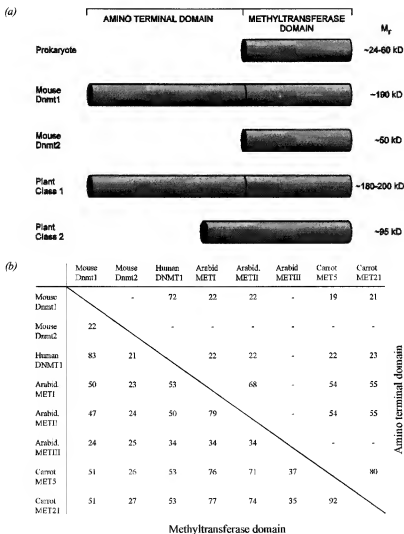 (a)
AMINO TERMINAL DOMAIN
METHYLTRANSFERASE DOMAIN
Mr
Prokaryote
~24-60 kD
Mouse Dnmt1
~190 kD
Mouse Dnmt2
~50 kD
Plant Class 1
~180-200 kD
Plant Class 2
~95 kD
(b)
Mouse Dnmt1 Mouse Dnmt2 Human DNMT1 Arabid METI Arabid. METII Arabid METIII Carrot MET5 Carrot MET21
Mouse Dnmt1 - 72 22 22 - 19 21
Mouse Dnmt2 22 - - - - - -
Human DNMT1 83 21 22 22 - 22 23
Arabid. METI 50 23 53 68 - 54 55
Arabid. METII 47 24 50 79 - 54 55
Arabid. METIII 24 25 34 34 34 - -
Carrot MET5 51 26 53 76 71 37 80
Carrot MET21 51 27 53 77 74 35 92
Amino terminal domain
Methyltransferase domain